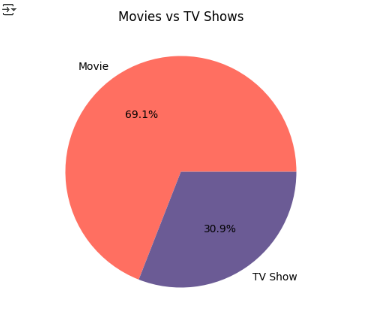 Movies vs TV Shows
Movie
69.1%
30.9%
TV Show